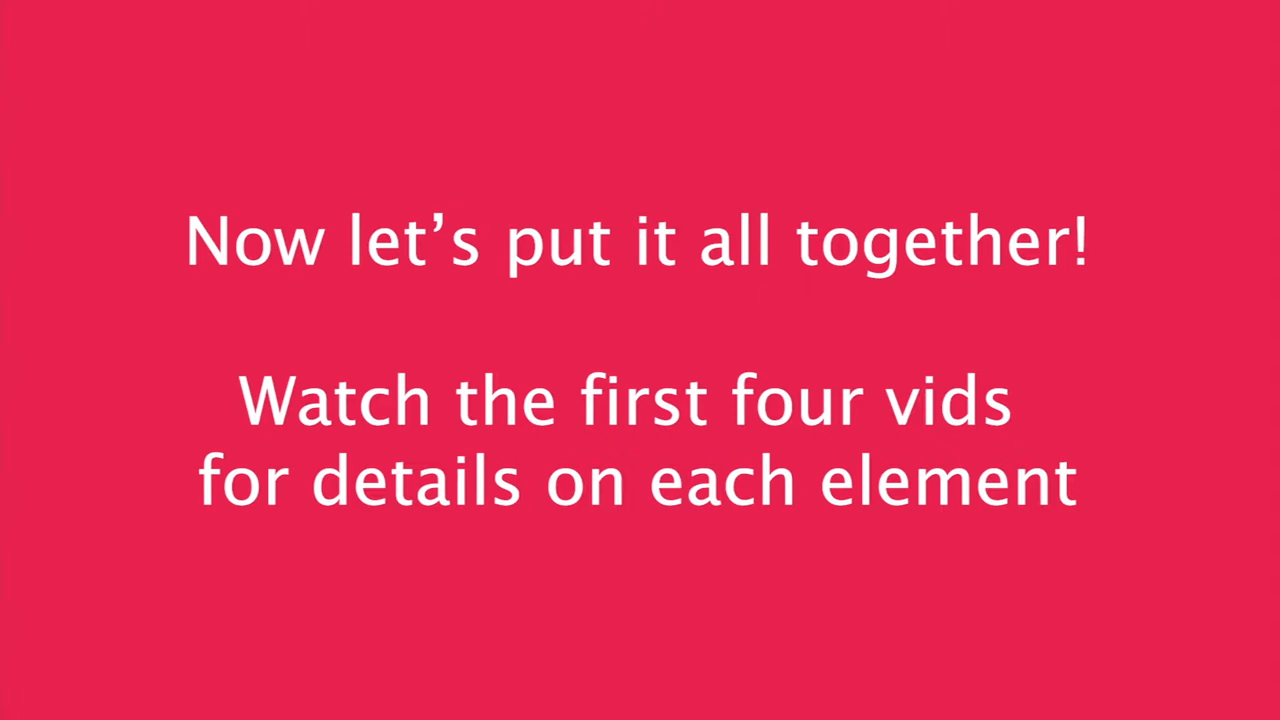 Now let’s put it all together!
Watch the first four vids
for details on each element